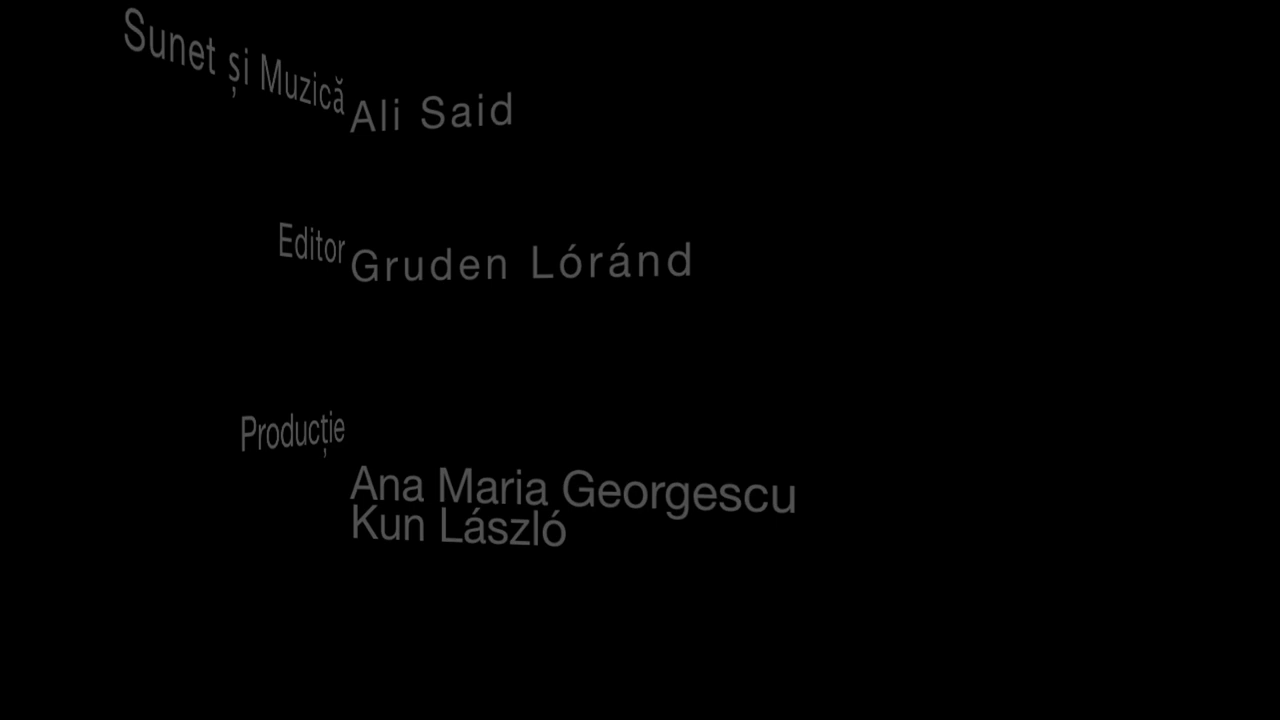 Sunet și Muzică
Ali Said
Editor
Gruden Lóránd
Producție
Ana Maria Georgescu
Kun László